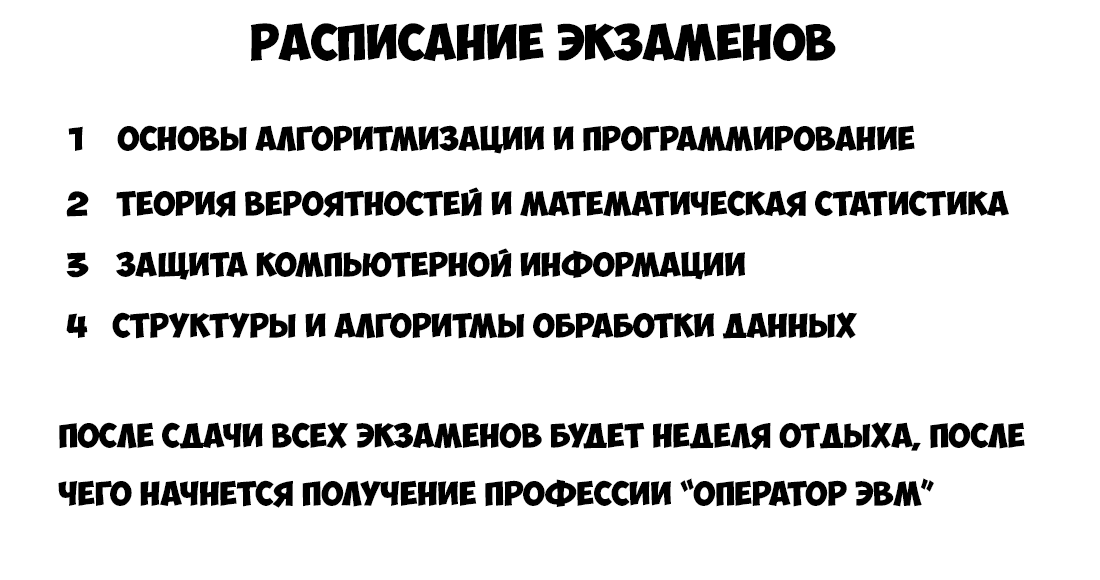 РАСПИСАНИЕ ЭКЗАМЕНОВ
1 ОСНОВЫ АЛГОРИТМИЗАЦИИ И ПРОГРАММИРОВАНИЕ
2 ТЕОРИЯ ВЕРОЯТНОСТЕЙ И МАТЕМАТИЧЕСКАЯ СТАТИСТИКА
3 ЗАЩИТА КОМПЬЮТЕРНОЙ ИНФОРМАЦИИ
4 СТРУКТУРЫ И АЛГОРИТМЫ ОБРАБОТКИ ДАННЫХ
ПОСЛЕ СДАЧИ ВСЕХ ЭКЗАМЕНОВ БУДЕТ НЕДЕЛЯ ОТДЫХА, ПОСЛЕ
ЧЕГО НАЧНЕТСЯ ПОЛУЧЕНИЕ ПРОФЕССИИ "ОПЕРАТОР ЭВМ"